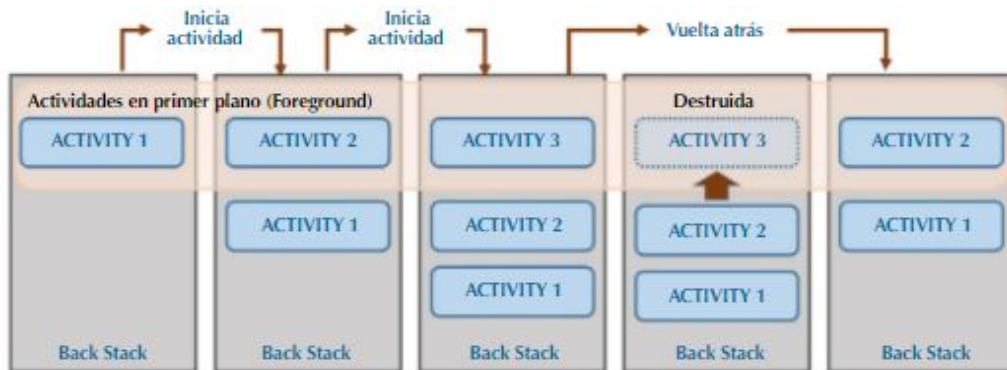 Inicia
actividad
Inicia
actividad
Vuelta atrás
Actividades en primer plano (Foreground)
Destruida
ACTIVITY 1
ACTIVITY 2
ACTIVITY 3
ACTIVITY 3
ACTIVITY 2
ACTIVITY 1
ACTIVITY 2
ACTIVITY 2
ACTIVITY 1
ACTIVITY 1
ACTIVITY 1
Back Stack
Back Stack
Back Stack
Back Stack
Back Stack